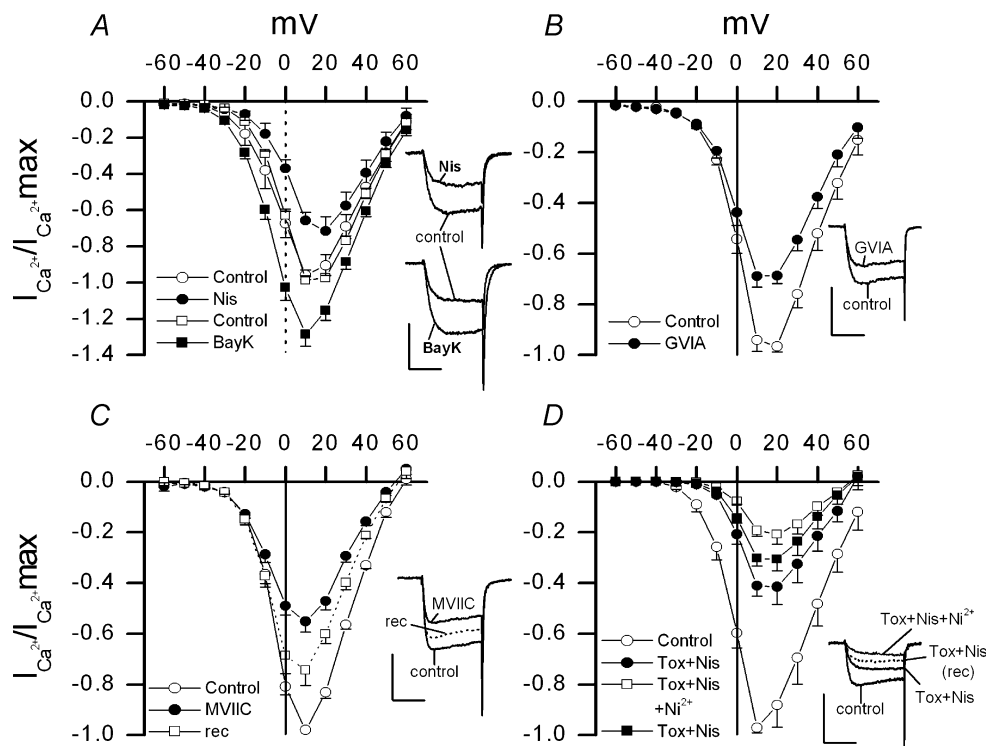 A
mV
-60 -40 -20 0 20 40 60
0.0
-0.2
-0.4
-0.6
-0.8
-1.0
-1.2
-1.4
I Ca2+/I Ca2+max
Control
Nis
Control
BayK
Nis
control
BayK
B
mV
-60 -40 -20 0 20 40 60
0.0
-0.2
-0.4
-0.6
-0.8
-1.0
Control
GVIA
GVIA
control
C
-60 -40 -20 0 20 40 60
0.0
-0.2
-0.4
-0.6
-0.8
-1.0
I Ca2+/I Ca2+max
Control
MVIIC
rec
MVIIC
rec
control
D
-60 -40 -20 0 20 40 60
0.0
-0.2
-0.4
-0.6
-0.8
-1.0
Control
Tox+Nis
Tox+Nis
+Ni2+
Tox+Nis
Tox+Nis+Ni2+
Tox+Nis
(rec)
Tox+Nis
control